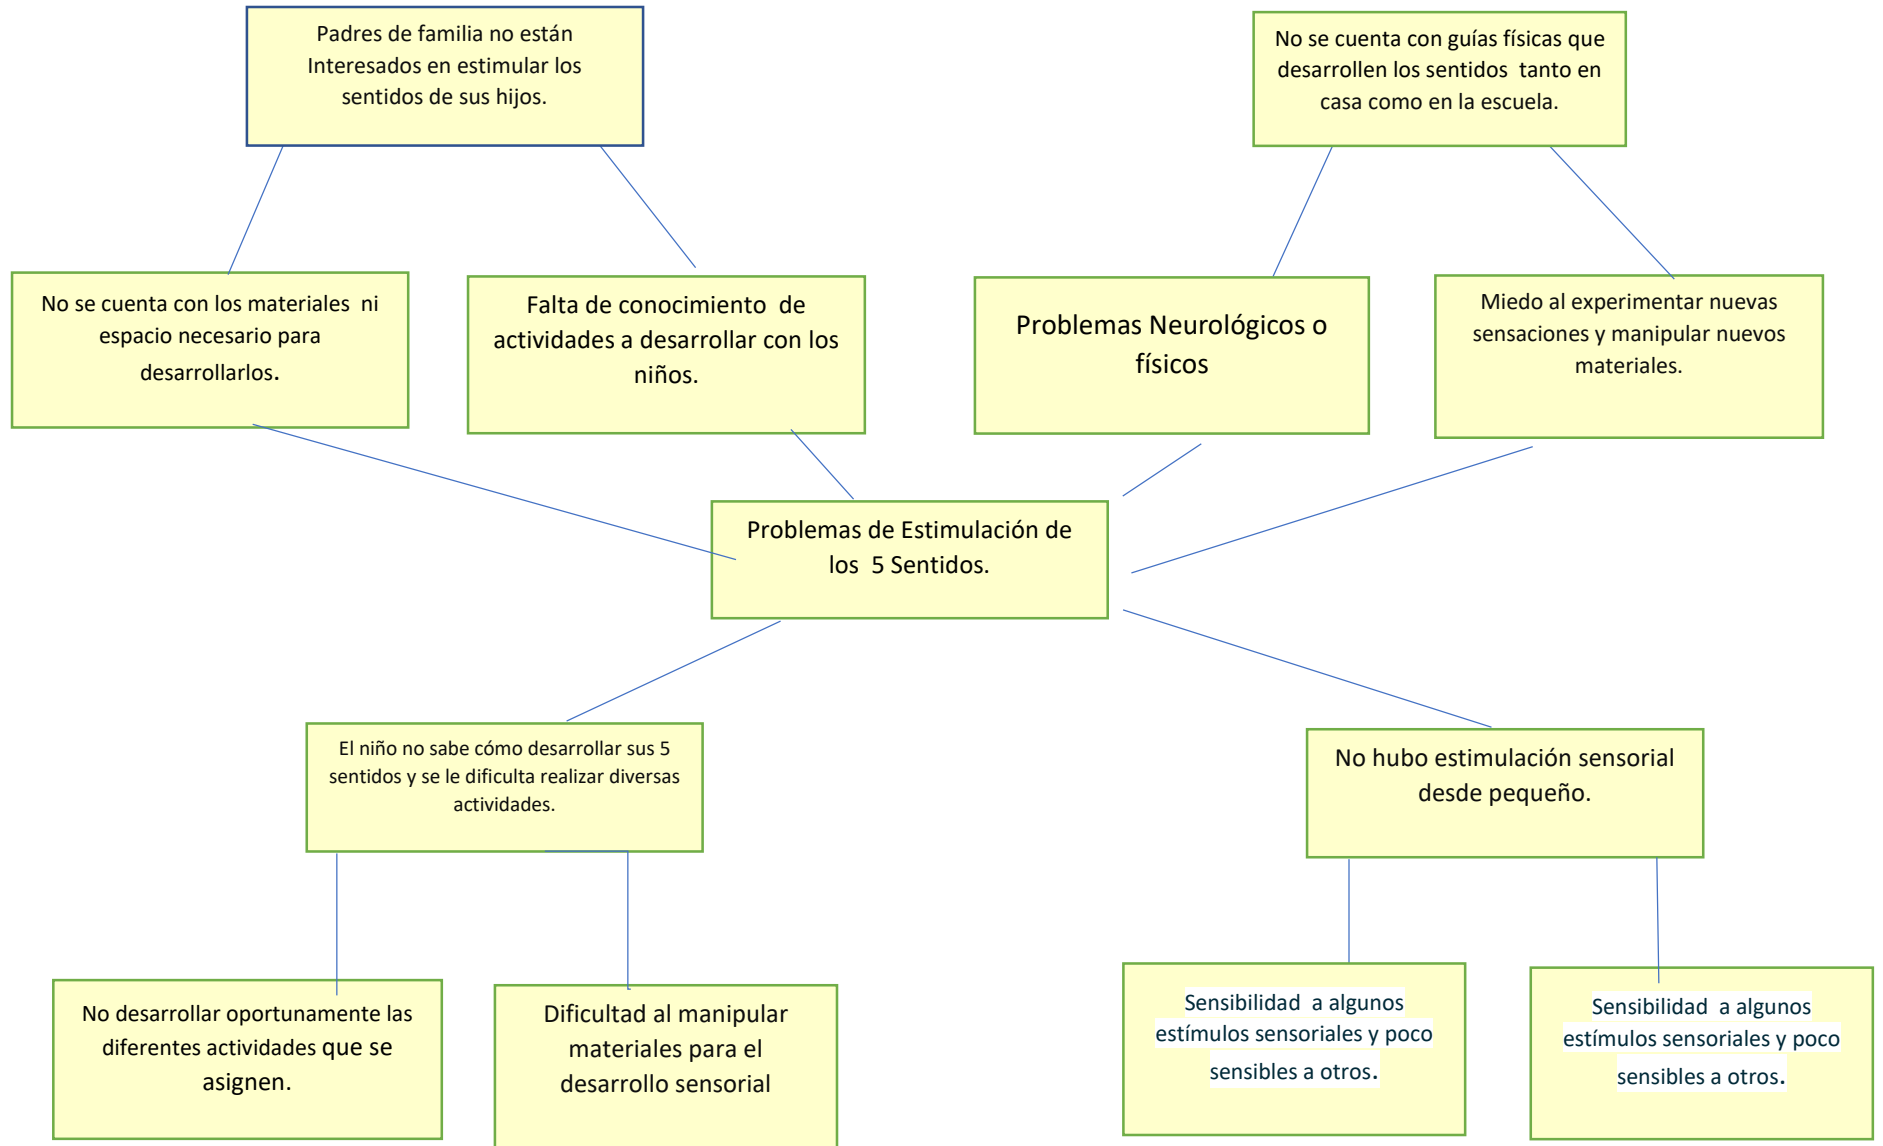 Padres de familia no están
Interesados en estimular los
sentidos de sus hijos.
No se cuenta con guías físicas que
desarrollen los sentidos tanto en
casa como en la escuela.
No se cuenta con los materiales ni
espacio necesario para
desarrollarlos.
Falta de conocimiento de
actividades a desarrollar con los
niños.
Problemas Neurológicos o
físicos
Miedo al experimentar nuevas
sensaciones y manipular nuevos
materiales.
Problemas de Estimulación de
los 5 Sentidos.
El niño no sabe cómo desarrollar sus 5
sentidos y se le dificulta realizar diversas
actividades.
No hubo estimulación sensorial
desde pequeño.
No desarrollar oportunamente las
diferentes actividades que se
asignen.
Dificultad al manipular
materiales para el
desarrollo sensorial
Sensibilidad a algunos
estímulos sensoriales y poco
sensibles a otros.
Sensibilidad a algunos
estímulos sensoriales y poco
sensibles a otros.